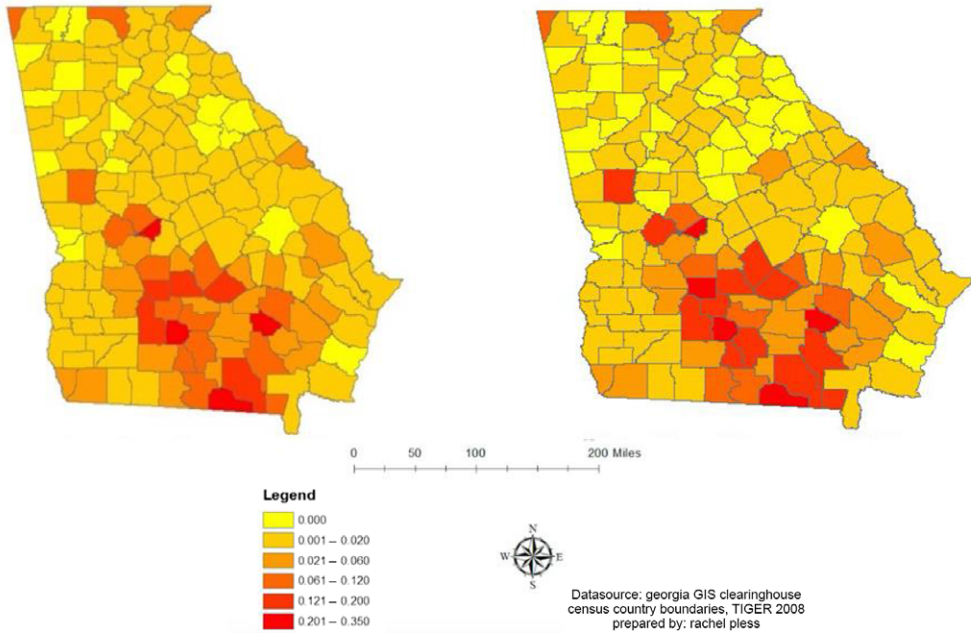 0 50 100 200 Miles
Legend
0.000
0.001 – 0.020
0.021 – 0.060
0.061 – 0.120
0.121 – 0.200
0.201 – 0.350
N
W E
S
Datasource: georgia GIS clearinghouse
census country boundaries, TIGER 2008
prepared by: rachel pless